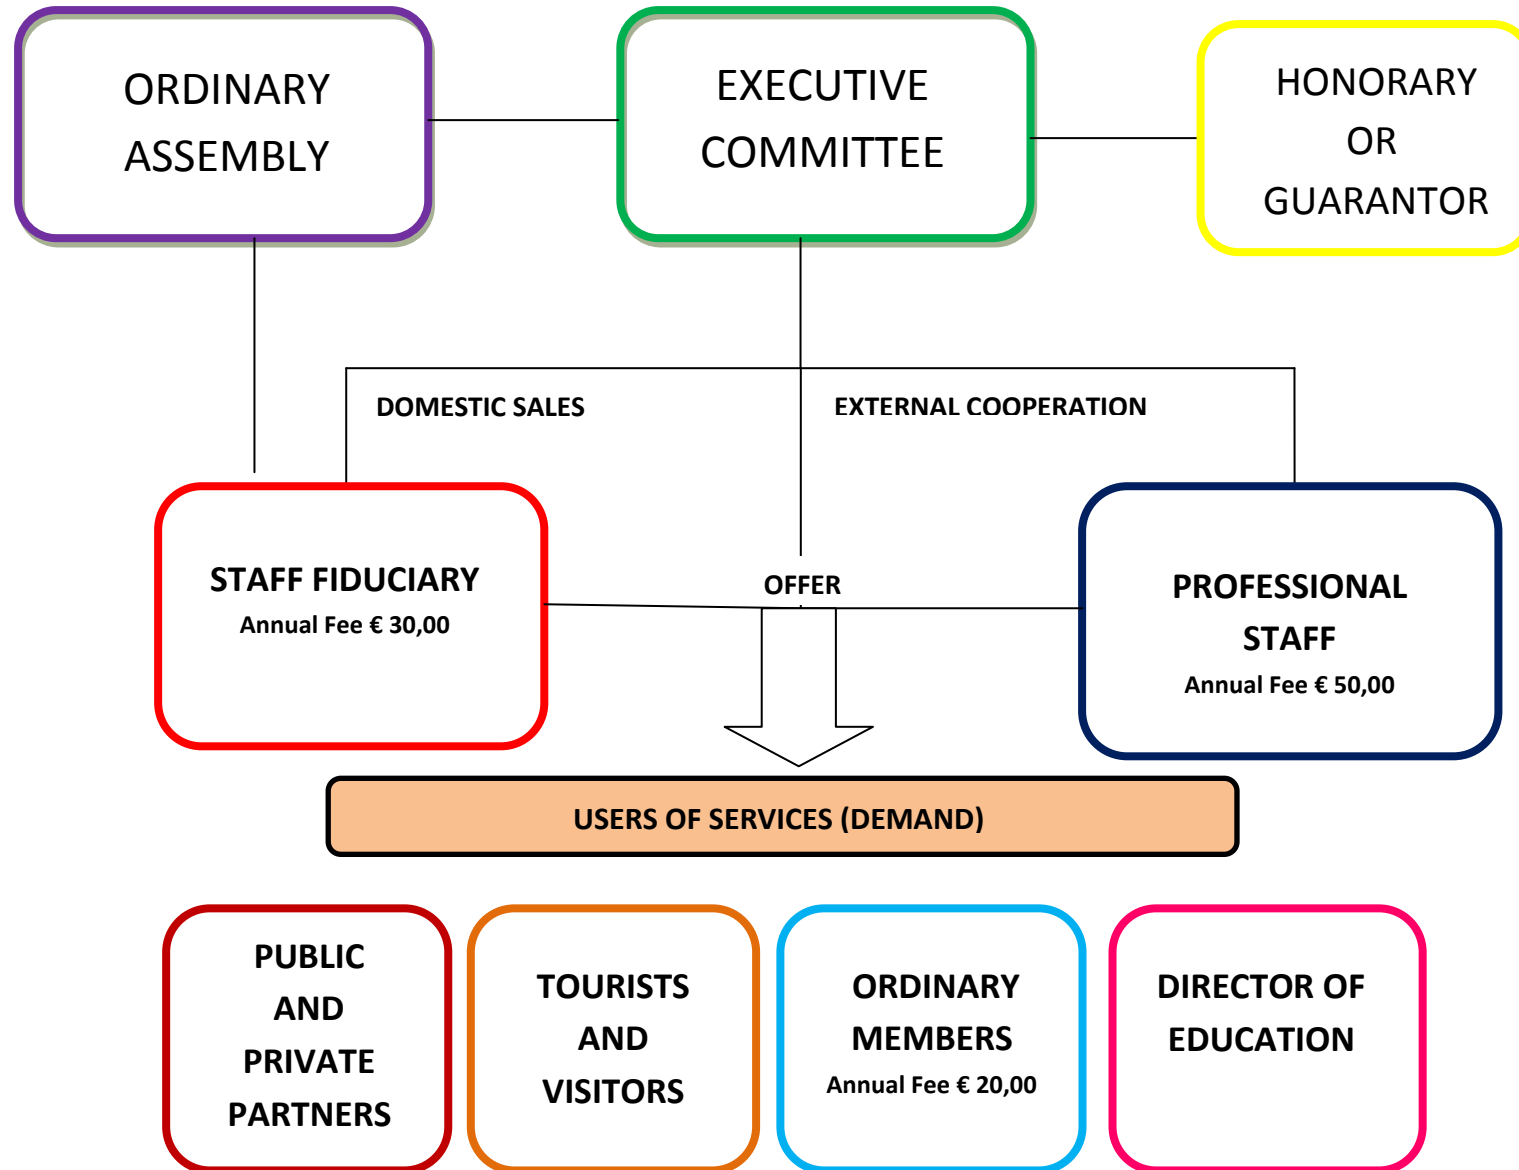 ORDINARY
ASSEMBLY
EXECUTIVE
COMMITTEE
HONORARY
OR
GUARANTOR
DOMESTIC SALES
EXTERNAL COOPERATION
STAFF FIDUCIARY
Annual Fee € 30,00
OFFER
PROFESSIONAL
STAFF
Annual Fee € 50,00
USERS OF SERVICES (DEMAND)
PUBLIC
AND
PRIVATE
PARTNERS
TOURISTS
AND
VISITORS
ORDINARY
MEMBERS
Annual Fee € 20,00
DIRECTOR OF
EDUCATION